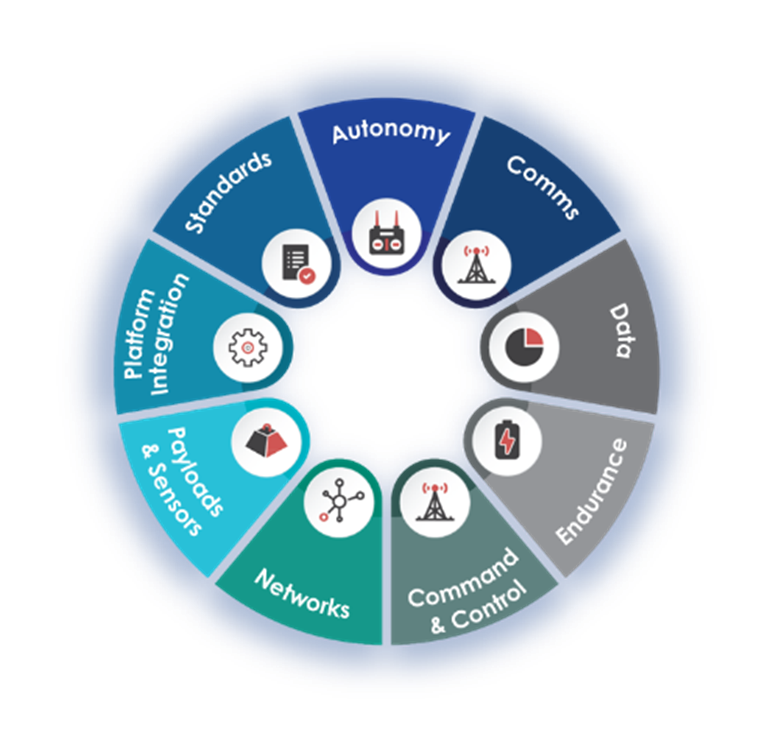 Autonomy
Comms
Data
Endurance
Command
& Control
Networks
Payloads
& Sensors
Platform
Integration
Standards